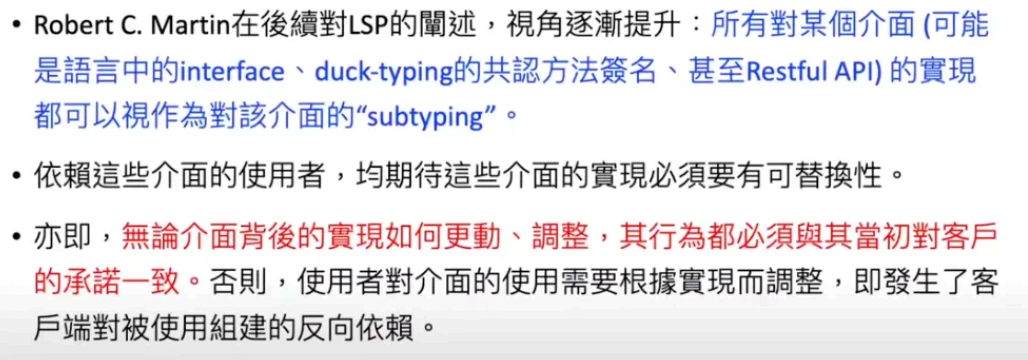 • Robert C. Martin在後續對LSP的闡述，視角逐漸提升：所有對某個介面 (可能
是語言中的interface、duck-typing的共認方法簽名、甚至Restful API) 的實現
都可以視作為對該介面的“subtyping”。
• 依賴這些介面的使用者，均期待這些介面的實現必須要有可替換性。
• 亦即，無論介面背後的實現如何更動、調整，其行為都必須與其當初對客戶
的承諾一致。否則，使用者對介面的使用需要根據實現而調整，即發生了客
戶端對被使用組建的反向依賴。